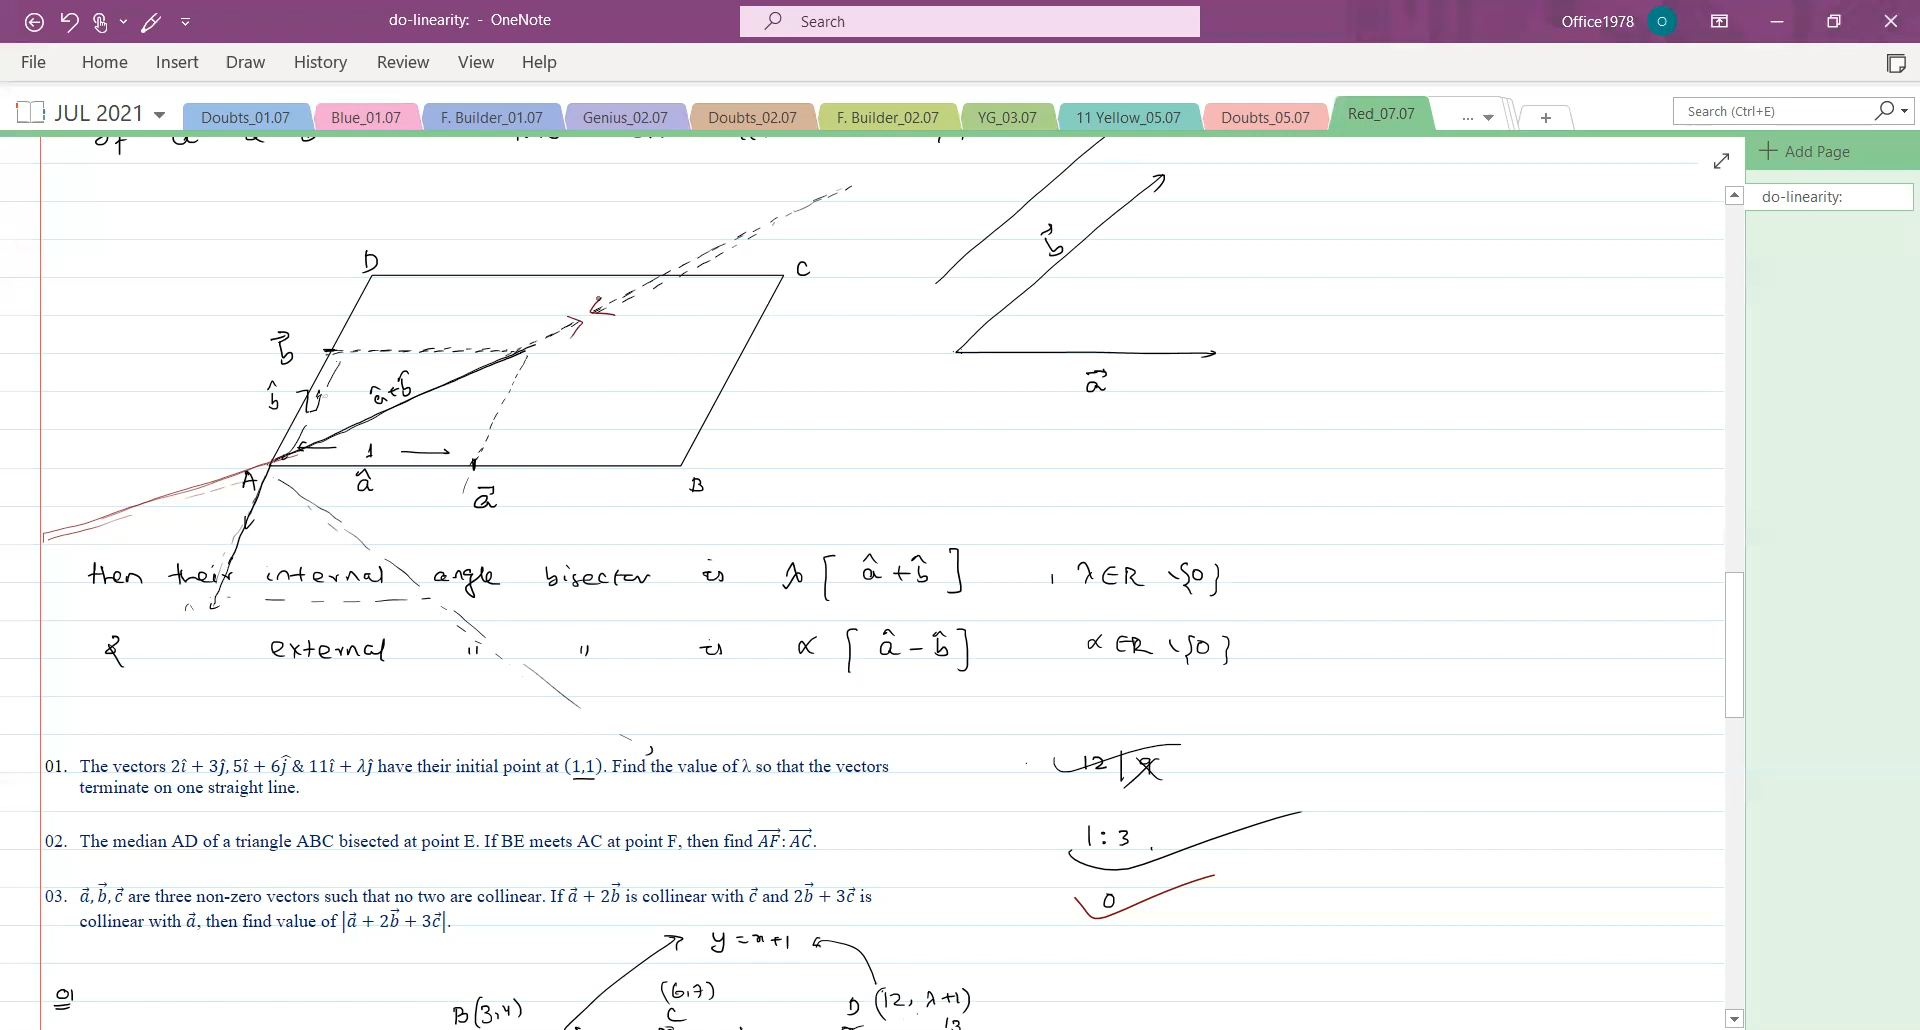 do-linearity: - OneNote
Search
Office1978
O
File Home Insert Draw History Review View Help
JUL 2021
Doubts_01.07 Blue_01.07 F. Builder_01.07 Genius_02.07 Doubts_02.07 F. Builder_02.07 YG_03.07 11 Yellow_05.07 Doubts_05.07 Red_07.07 ... +
Search (Ctrl+E)
Add Page
do-linearity:
of
D
C
b⃗
b⃗
â+b̂
b̂
a⃗
1
A
â
a⃗
B
then their internal angle bisector is λ [ â + b̂ ] , λ ∈ R \{0}
& external " " is α [ â − b̂ ] α ∈ R \{0}
01. The vectors 2î + 3ĵ, 5î + 6ĵ & 11î + λĵ have their initial point at (1,1). Find the value of λ so that the vectors
terminate on one straight line.
12 | 9
02. The median AD of a triangle ABC bisected at point E. If BE meets AC at point F, then find A͞F⃗: A͞C⃗.
1 : 3
03. a⃗, b⃗, c⃗ are three non-zero vectors such that no two are collinear. If a⃗ + 2b⃗ is collinear with c⃗ and 2b⃗ + 3c⃗ is
collinear with a⃗, then find value of |a⃗ + 2b⃗ + 3c⃗|.
0
y = x+1
01
B(3,4)
(6,7)
C
D (12, λ+1)
13